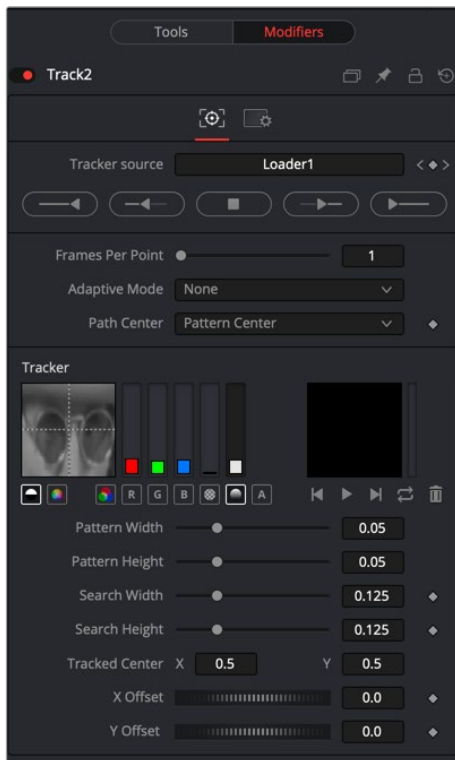 Tools Modifiers
Track2
Tracker source Loader1
Frames Per Point 1
Adaptive Mode None
Path Center Pattern Center
Tracker
R G B A
Pattern Width 0.05
Pattern Height 0.05
Search Width 0.125
Search Height 0.125
Tracked Center X 0.5 Y 0.5
X Offset 0.0
Y Offset 0.0